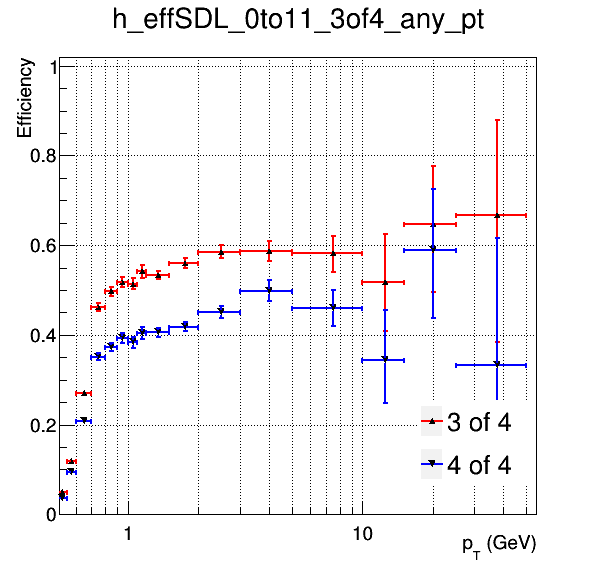 h_effSDL_0to11_3of4_any_pt
Efficiency
1
0.8
0.6
0.4
0.2
0
3 of 4
4 of 4
1
10
p_T (GeV)